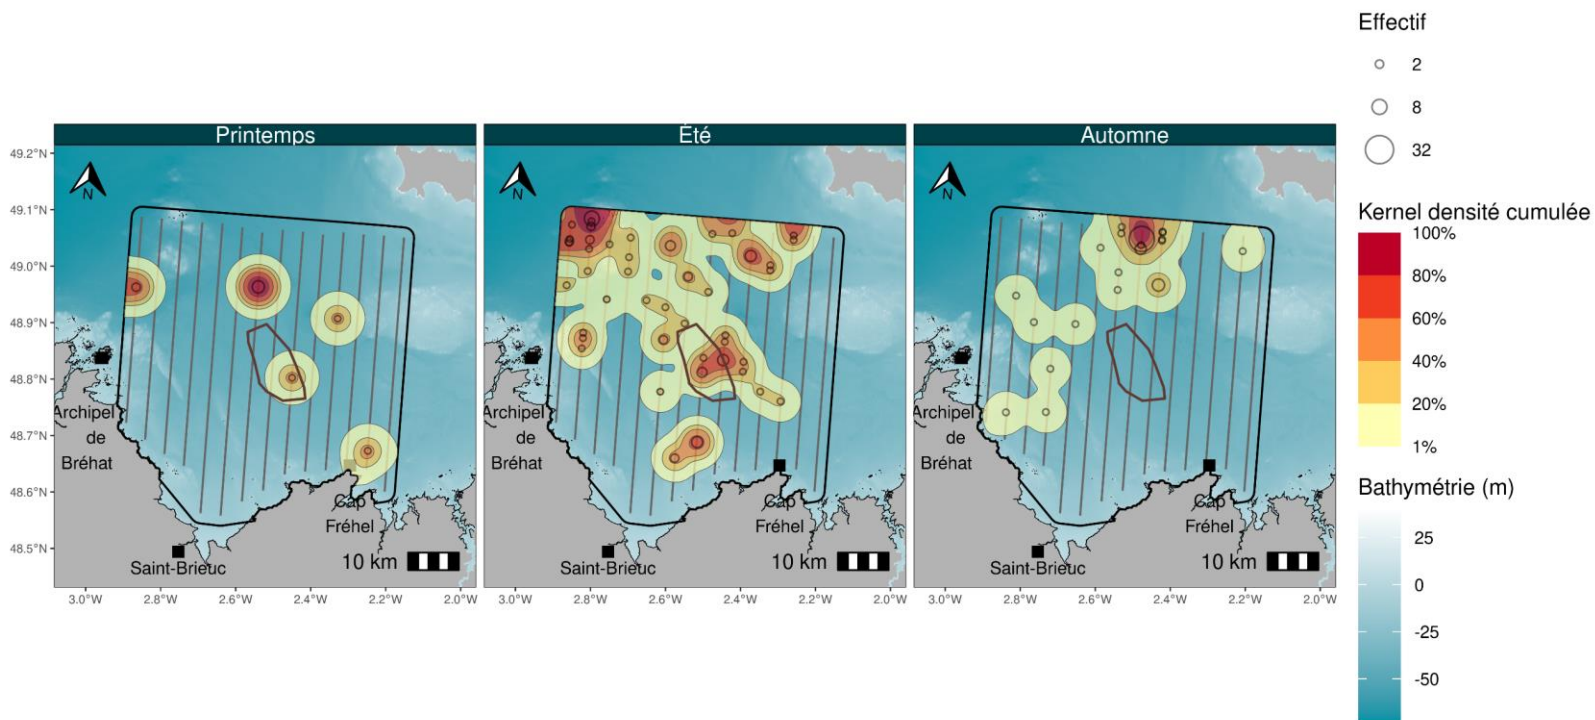 Printemps
Été
Automne
49.2°N
49.1°N
49.0°N
48.9°N
48.8°N
48.7°N
48.6°N
48.5°N
N
Archipel
de
Bréhat
Cap
Fréhel
Saint-Brieuc
10 km
N
Archipel
de
Bréhat
Cap
Fréhel
Saint-Brieuc
10 km
N
Archipel
de
Bréhat
Cap
Fréhel
Saint-Brieuc
10 km
3.0°W 2.8°W 2.6°W 2.4°W 2.2°W 2.0°W
3.0°W 2.8°W 2.6°W 2.4°W 2.2°W 2.0°W
3.0°W 2.8°W 2.6°W 2.4°W 2.2°W 2.0°W
Effectif
2
8
32
Kernel densité cumulée
100%
80%
60%
40%
20%
1%
Bathymétrie (m)
25
0
-25
-50